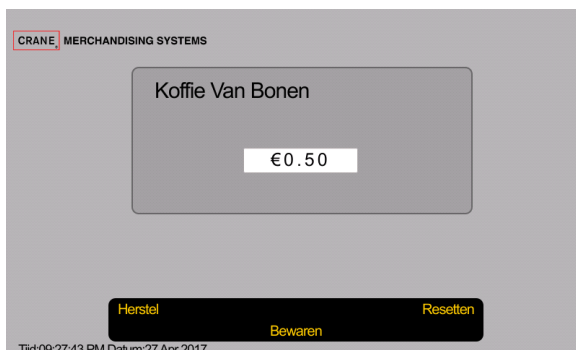 CRANE MERCHANDISING SYSTEMS
Koffie Van Bonen
€0.50
Herstel Resetten
Bewaren
Tijd:09:27:43 PM Datum:27 Apr 2017